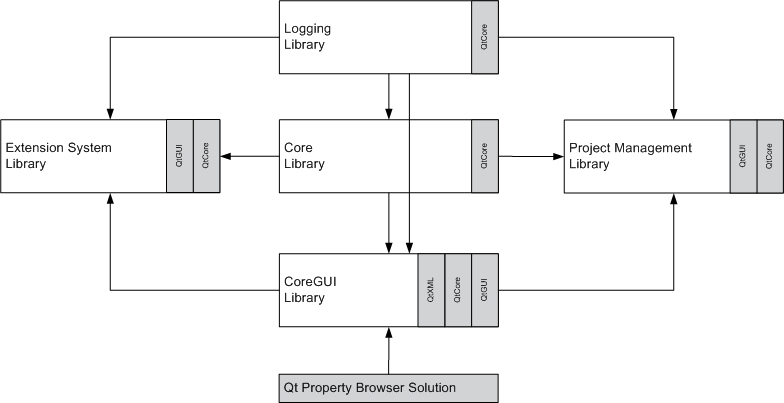 Logging
Library
QtCore
Extension System
Library
QtGUI
QtCore
Core
Library
QtCore
Project Management
Library
QtGUI
QtCore
CoreGUI
Library
QtXML
QtCore
QtGUI
Qt Property Browser Solution